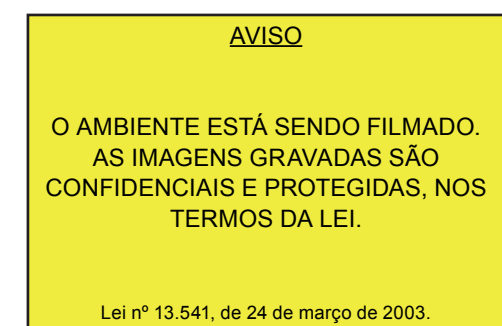 AVISO
O AMBIENTE ESTÁ SENDO FILMADO.
AS IMAGENS GRAVADAS SÃO
CONFIDENCIAIS E PROTEGIDAS, NOS
TERMOS DA LEI.
Lei nº 13.541, de 24 de março de 2003.